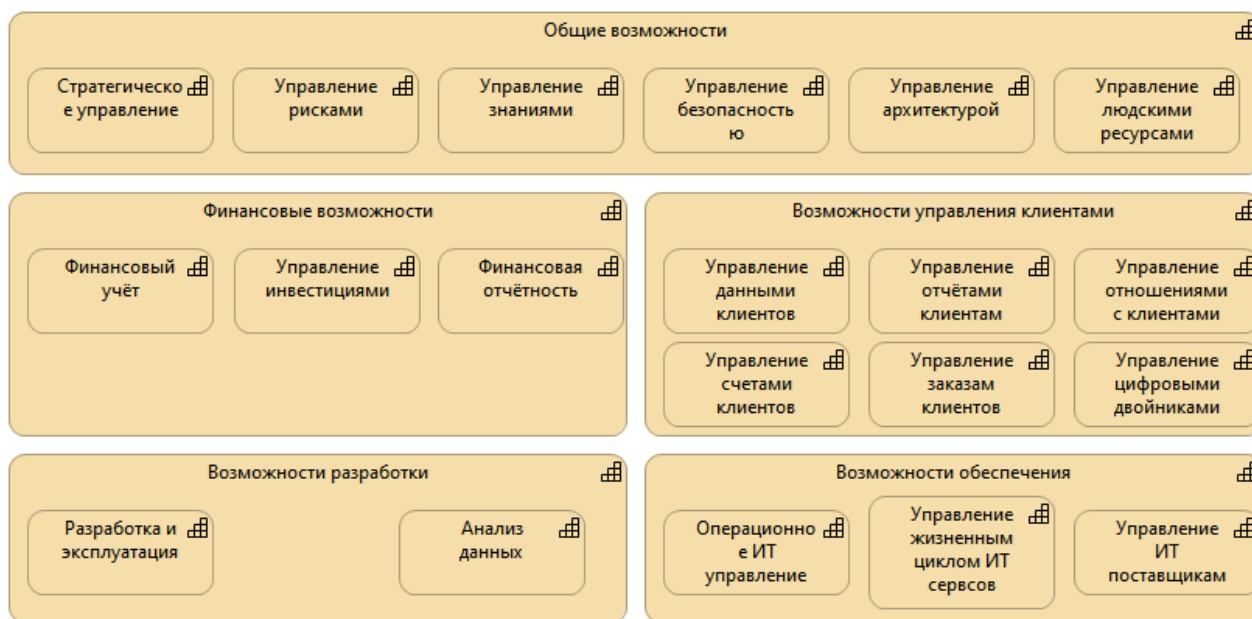 Общие возможности
Стратегическо
е управление
Управление
рисками
Управление
знаниями
Управление
безопасность
ю
Управление
архитектурой
Управление
людскими
ресурсами
Финансовые возможности
Финансовый
учёт
Управление
инвестициями
Финансовая
отчётность
Возможности управления клиентами
Управление
данными
клиентов
Управление
отчётами
клиентам
Управление
отношениями
с клиентами
Управление
счетами
клиентов
Управление
заказам
клиентов
Управление
цифровыми
двойниками
Возможности разработки
Разработка и
эксплуатация
Анализ
данных
Возможности обеспечения
Операционно
е ИТ
управление
Управление
жизненным
циклом ИТ
сервсов
Управление
ИТ
поставщикам